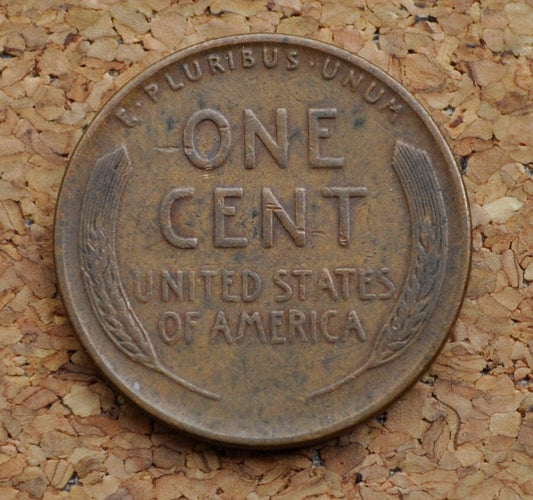 E·PLURIBUS·UNUM
ONE
CENT
UNITED STATES
OF AMERICA